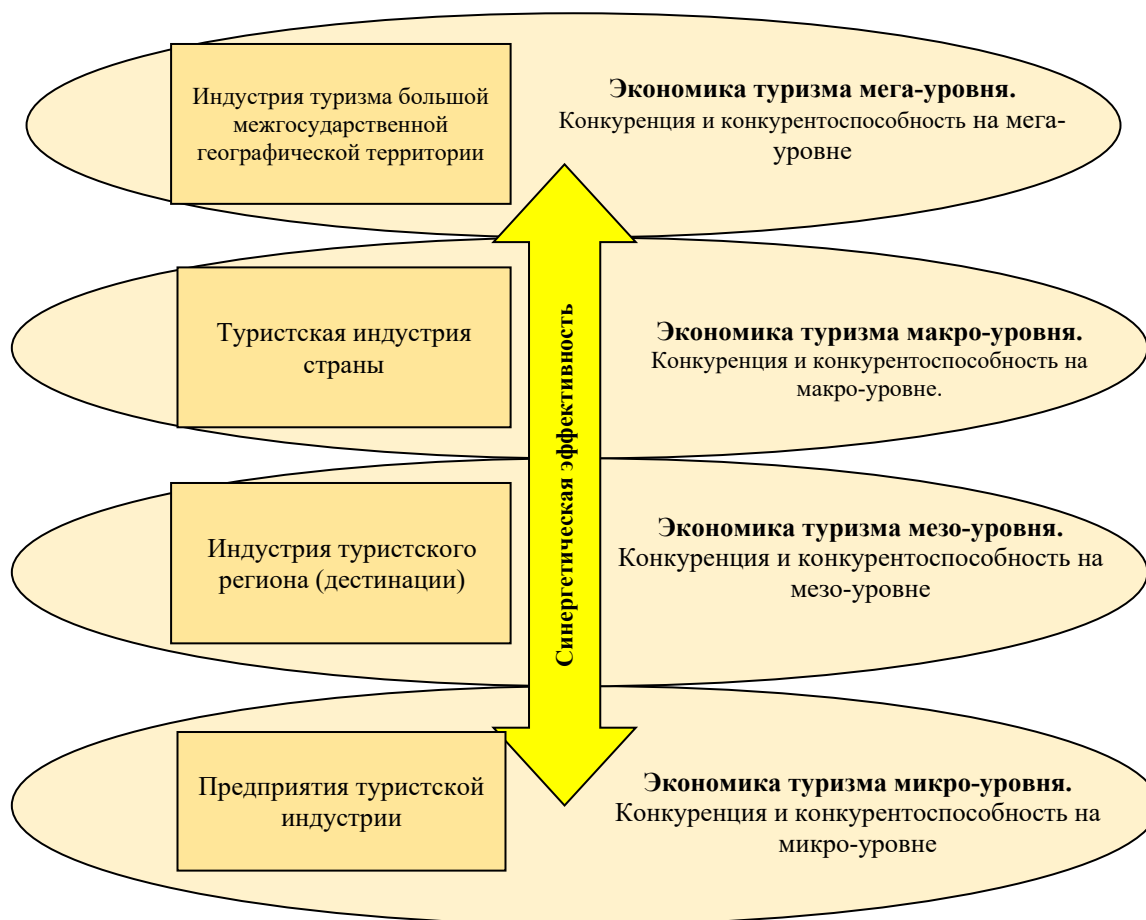 Индустрия туризма большой
межгосударственной
географической территории
Экономика туризма мега-уровня.
Конкуренция и конкурентоспособность на мега-
уровне
Туристская индустрия
страны
Экономика туризма макро-уровня.
Конкуренция и конкурентоспособность на
макро-уровне.
Синергетическая эффективность
Индустрия туристского
региона (дестинации)
Экономика туризма мезо-уровня.
Конкуренция и конкурентоспособность на
мезо-уровне
Предприятия туристской
индустрии
Экономика туризма микро-уровня.
Конкуренция и конкурентоспособность на
микро-уровне